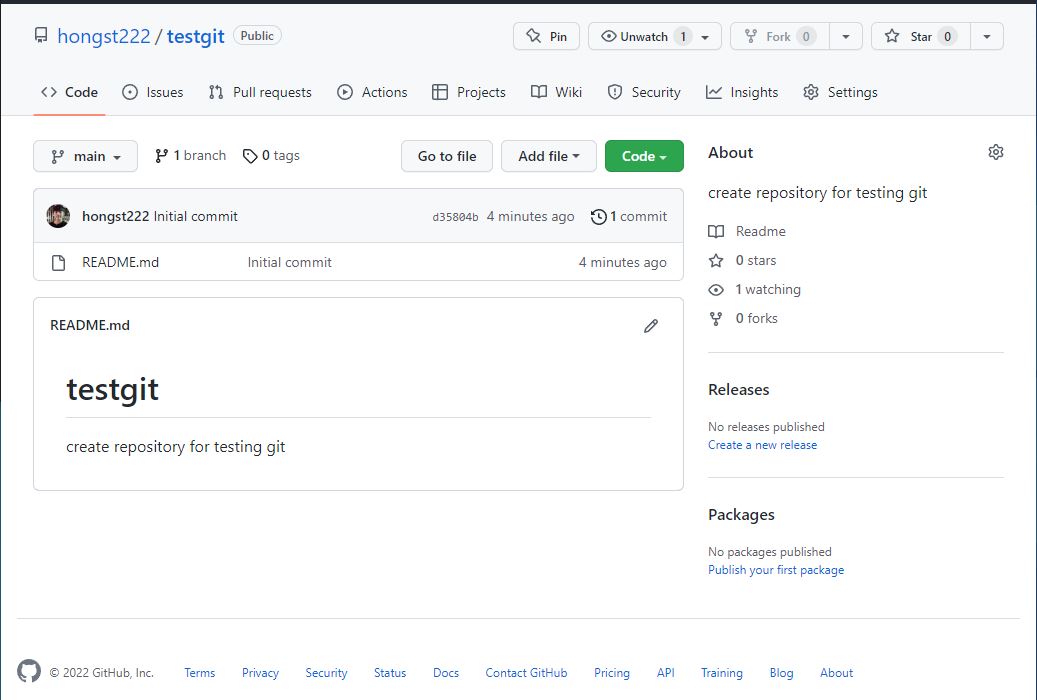 hongst222 / testgit Public Pin Unwatch 1 Fork 0 Star 0
Code Issues Pull requests Actions Projects Wiki Security Insights Settings
main 1 branch 0 tags Go to file Add file Code
hongst222 Initial commit d35804b 4 minutes ago 1 commit
README.md Initial commit 4 minutes ago
README.md
testgit
create repository for testing git
About
create repository for testing git
Readme
0 stars
1 watching
0 forks
Releases
No releases published
Create a new release
Packages
No packages published
Publish your first package
© 2022 GitHub, Inc. Terms Privacy Security Status Docs Contact GitHub Pricing API Training Blog About